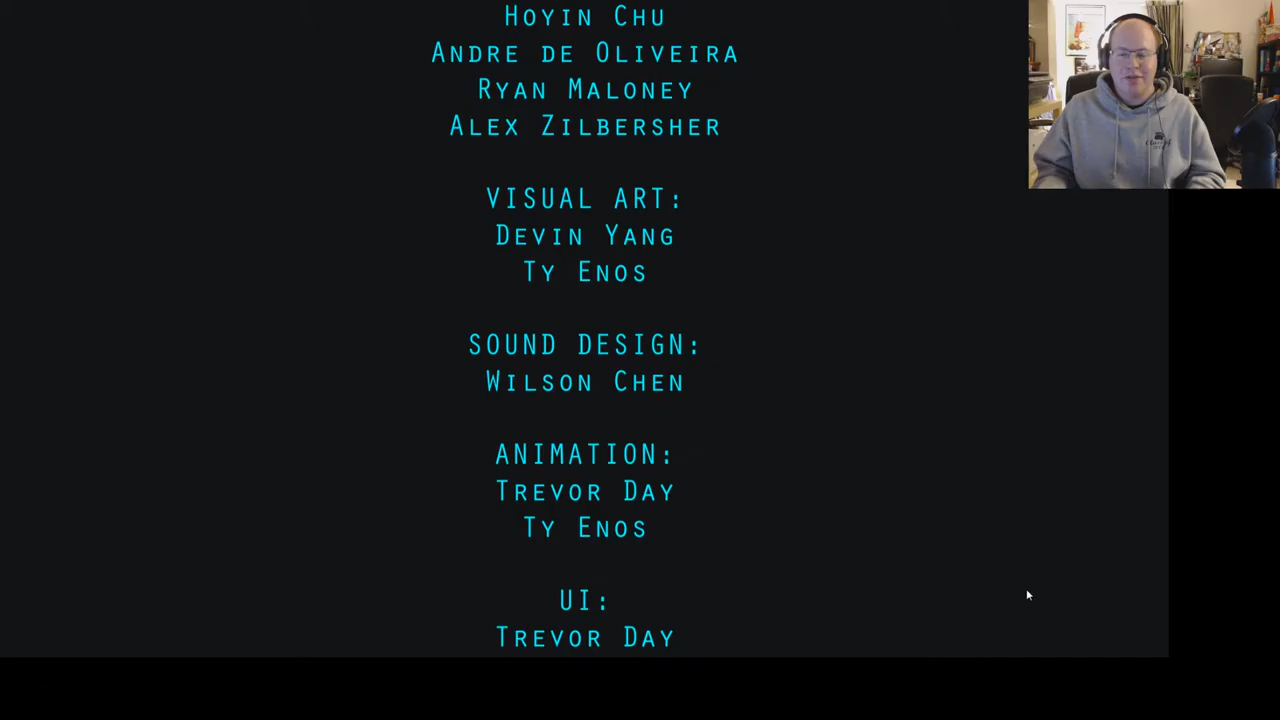 Hoyin Chu
Andre de Oliveira
Ryan Maloney
Alex Zilbersher
VISUAL ART:
Devin Yang
Ty Enos
SOUND DESIGN:
Wilson Chen
ANIMATION:
Trevor Day
Ty Enos
UI:
Trevor Day